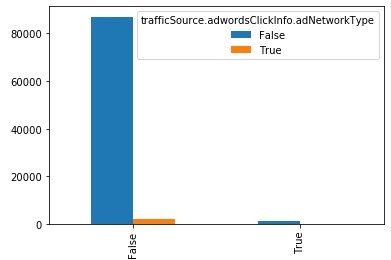 trafficSource.adwordsClickInfo.adNetworkType
False
True
80000
60000
40000
20000
0
False
True